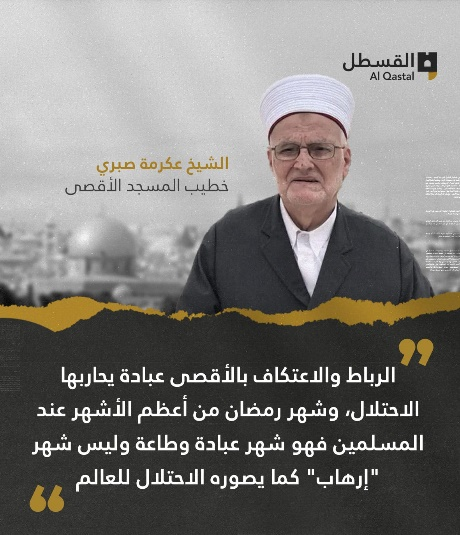 القسطل
Al Qastal
الشيخ عكرمة صبري
خطيب المسجد الأقصى
الرباط والاعتكاف بالأقصى عبادة يحاربها
الاحتلال، وشهر رمضان من أعظم الأشهر عند
المسلمين فهو شهر عبادة وطاعة وليس شهر
"إرهاب" كما يصوره الاحتلال للعالم